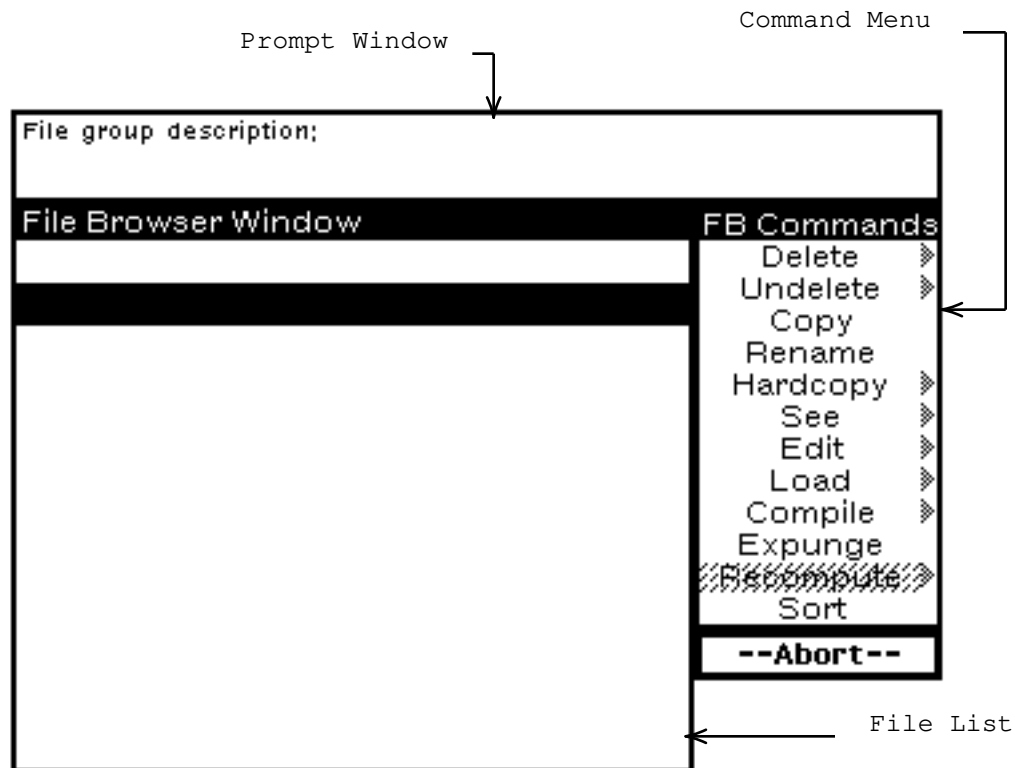 Command Menu
Prompt Window
File group description:
File Browser Window
FB Commands
Delete
Undelete
Copy
Rename
Hardcopy
See
Edit
Load
Compile
Expunge
Recompute
Sort
--Abort--
File List